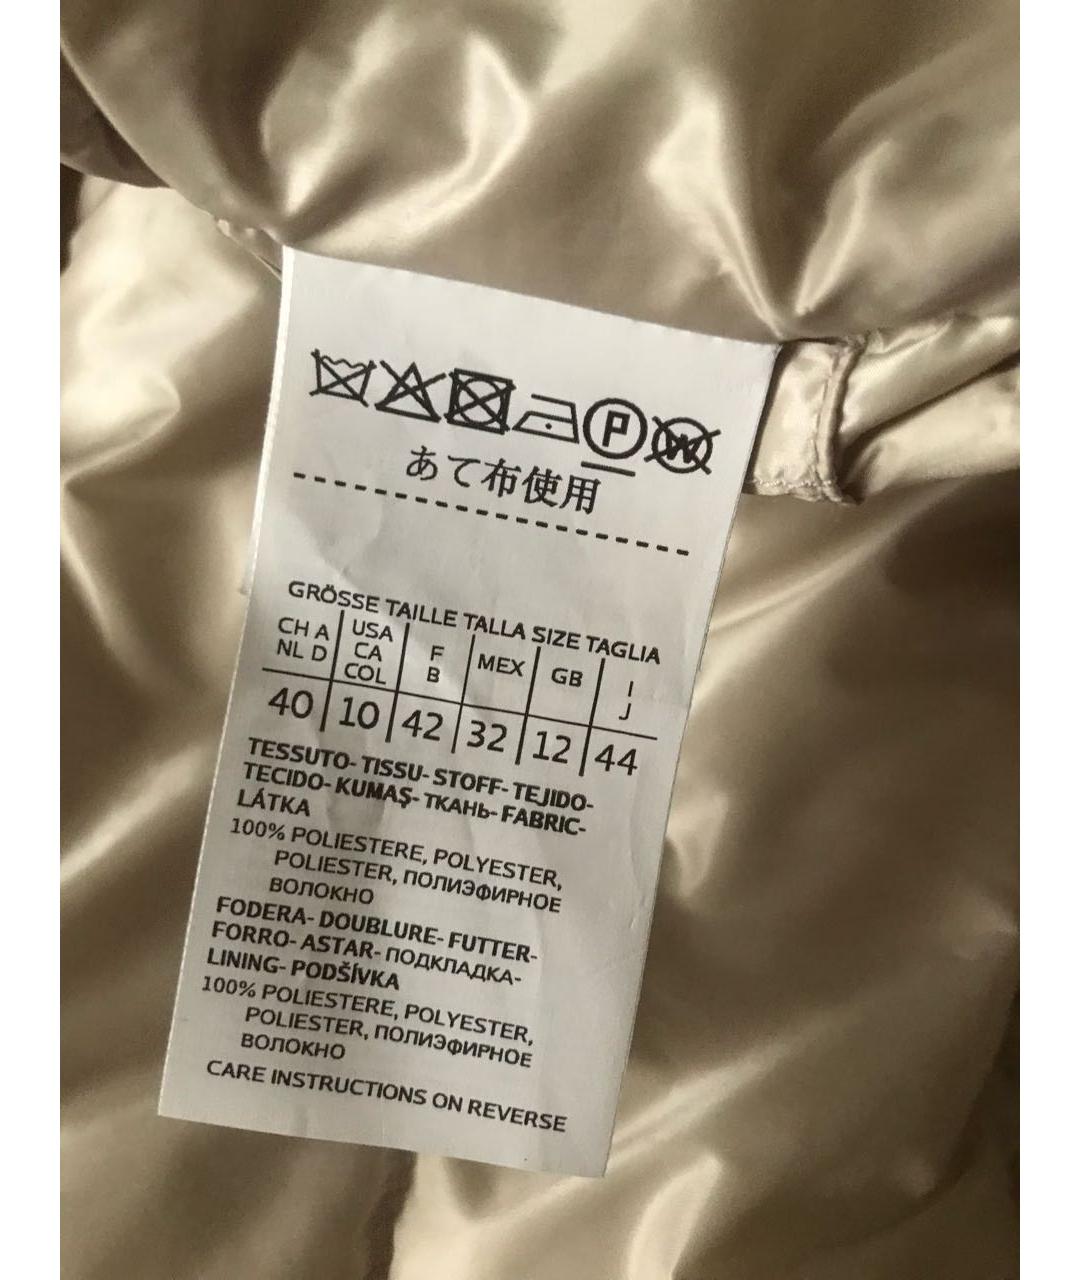 P W
あて布使用
GRÖSSE TAILLE TALLA SIZE TAGLIA
CH A NL D USA CA COL F B MEX GB I J
40 10 42 32 12 44
TESSUTO- TISSU- STOFF- TEJIDO-
TECIDO- KUMAŞ- ТКАНЬ- FABRIC-
LÁTKA
100% POLIESTERE, POLYESTER,
POLIESTER, ПОЛИЭФИРНОЕ
ВОЛОКНО
FODERA- DOUBLURE- FUTTER-
FORRO- ASTAR- ПОДКЛАДКА-
LINING- PODŠÍVKA
100% POLIESTERE, POLYESTER,
POLIESTER, ПОЛИЭФИРНОЕ
ВОЛОКНО
CARE INSTRUCTIONS ON REVERSE